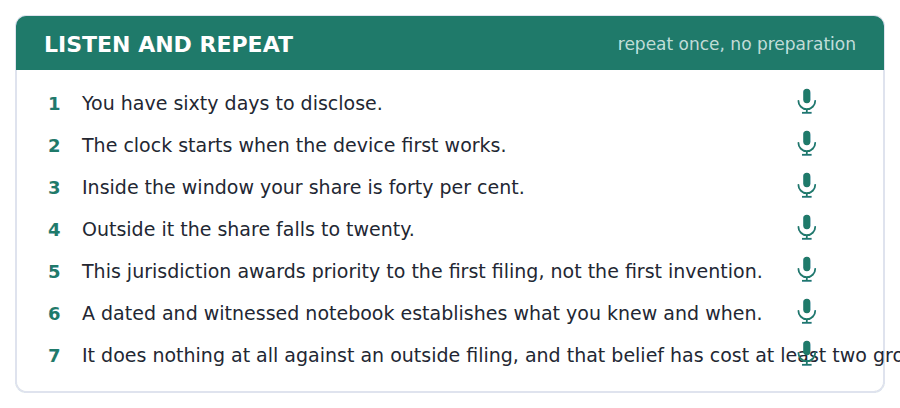 LISTEN AND REPEAT repeat once, no preparation
1 You have sixty days to disclose.
2 The clock starts when the device first works.
3 Inside the window your share is forty per cent.
4 Outside it the share falls to twenty.
5 This jurisdiction awards priority to the first filing, not the first invention.
6 A dated and witnessed notebook establishes what you knew and when.
7 It does nothing at all against an outside filing, and that belief has cost at least two